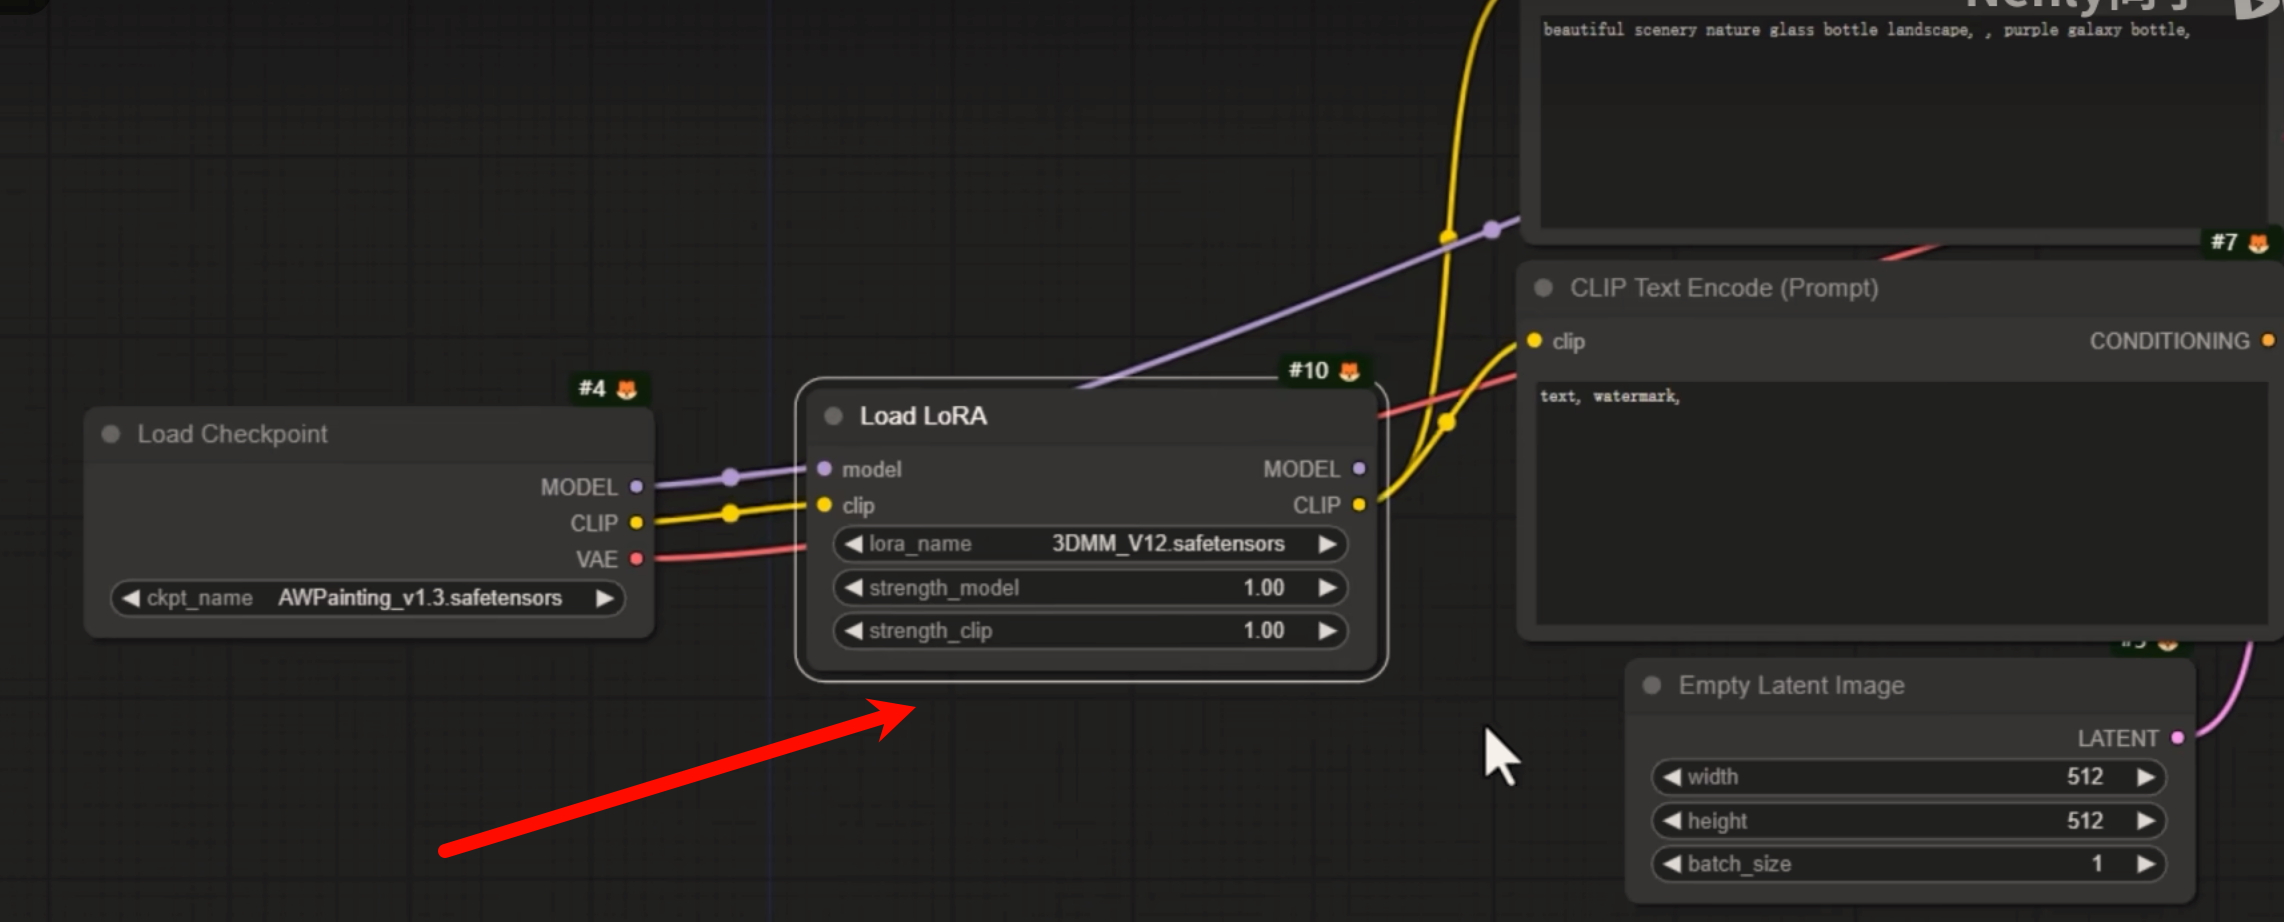 beautiful scenery nature glass bottle landscape, , purple galaxy bottle,
#7
CLIP Text Encode (Prompt)
clip
CONDITIONING
text, watermark,
#4
Load Checkpoint
MODEL
CLIP
VAE
ckpt_name AWPainting_v1.3.safetensors
#10
Load LoRA
model MODEL
clip CLIP
lora_name 3DMM_V12.safetensors
strength_model 1.00
strength_clip 1.00
Empty Latent Image
LATENT
width 512
height 512
batch_size 1